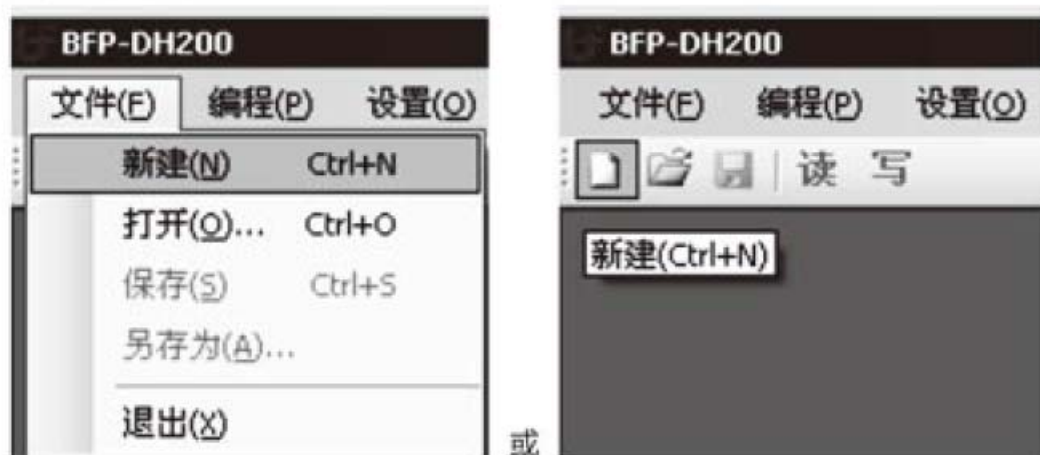 BFP-DH200
文件(F) 编程(P) 设置(O)
新建(N) Ctrl+N
打开(O)... Ctrl+O
保存(S) Ctrl+S
另存为(A)...
退出(X)
或
BFP-DH200
文件(F) 编程(P) 设置(O)
读 写
新建(Ctrl+N)